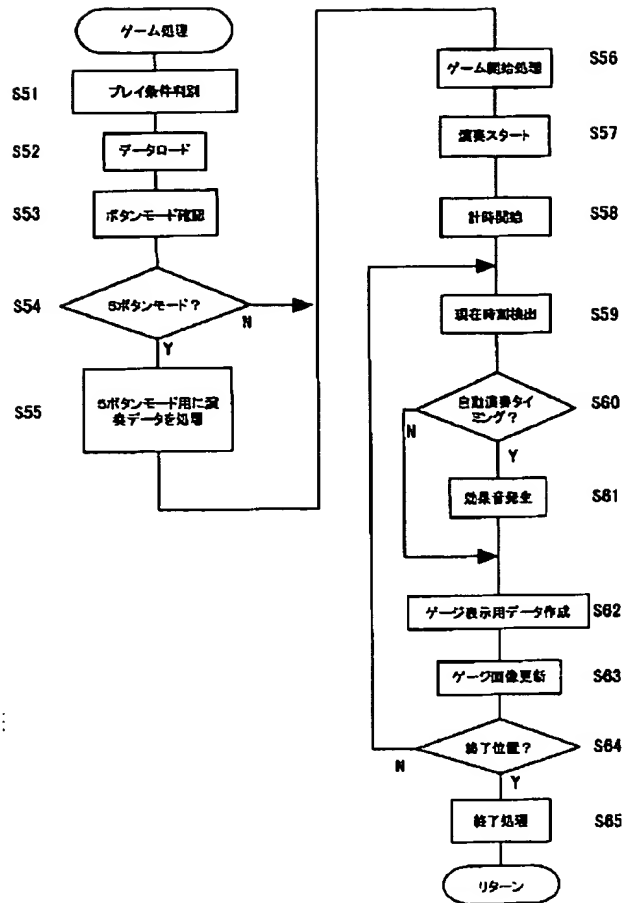 ゲーム処理
S51
プレイ条件判別
S52
データロード
S53
ボタンモード確認
S54
5ボタンモード?
N
Y
S55
5ボタンモード用に演
奏データを処理
ゲーム開始処理
S56
演奏スタート
S57
計時開始
S58
現在時刻検出
S59
自動演奏タイ
ミング?
S60
N
Y
効果音発生
S61
ゲージ表示用データ作成
S62
ゲージ画像更新
S63
終了位置?
S64
N
Y
終了処理
S65
リターン